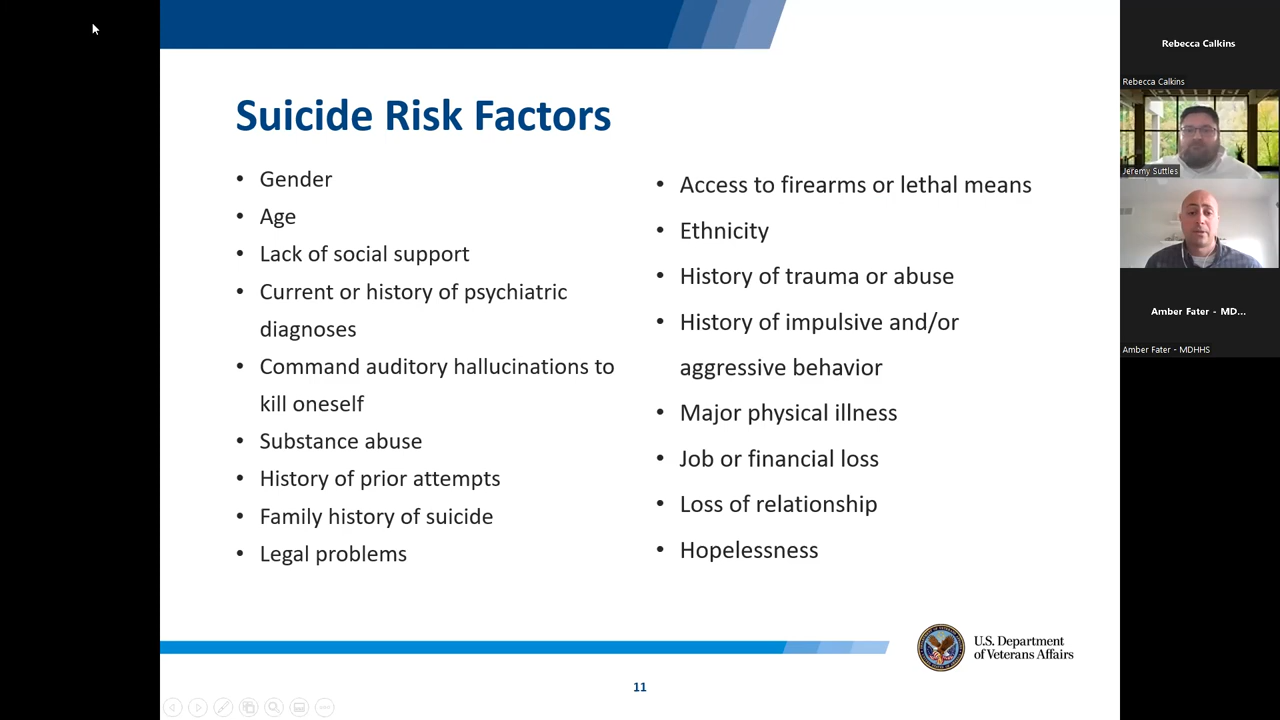 Suicide Risk Factors
• Gender
• Age
• Lack of social support
• Current or history of psychiatric
diagnoses
• Command auditory hallucinations to
kill oneself
• Substance abuse
• History of prior attempts
• Family history of suicide
• Legal problems
• Access to firearms or lethal means
• Ethnicity
• History of trauma or abuse
• History of impulsive and/or
aggressive behavior
• Major physical illness
• Job or financial loss
• Loss of relationship
• Hopelessness
U.S. Department
of Veterans Affairs
11
Rebecca Calkins
Rebecca Calkins
Jeremy Suttles
Amber Fater - MD...
Amber Fater - MDHHS